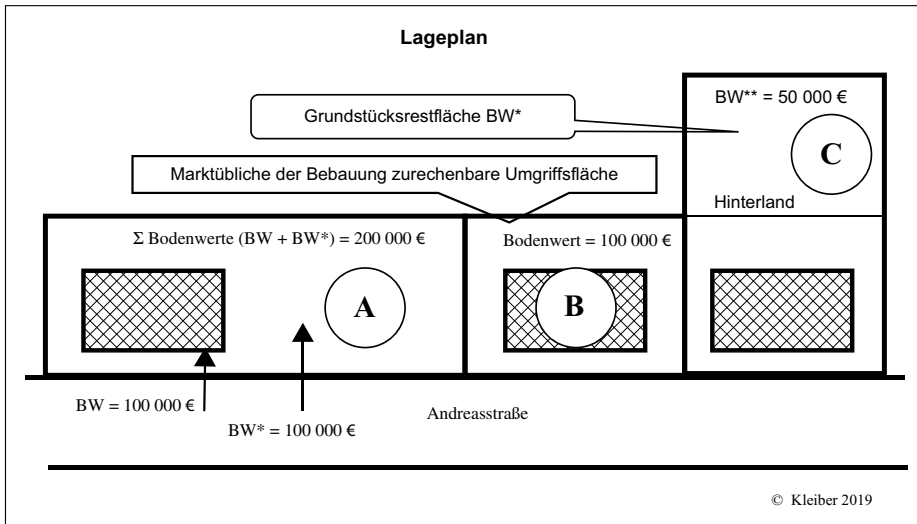 Lageplan
BW** = 50 000 €
Grundstücksrestfläche BW*
C
Marktübliche der Bebauung zurechenbare Umgriffsfläche
Hinterland
Σ Bodenwerte (BW + BW*) = 200 000 €
Bodenwert = 100 000 €
A
B
BW = 100 000 €
BW* = 100 000 €
Andreasstraße
© Kleiber 2019